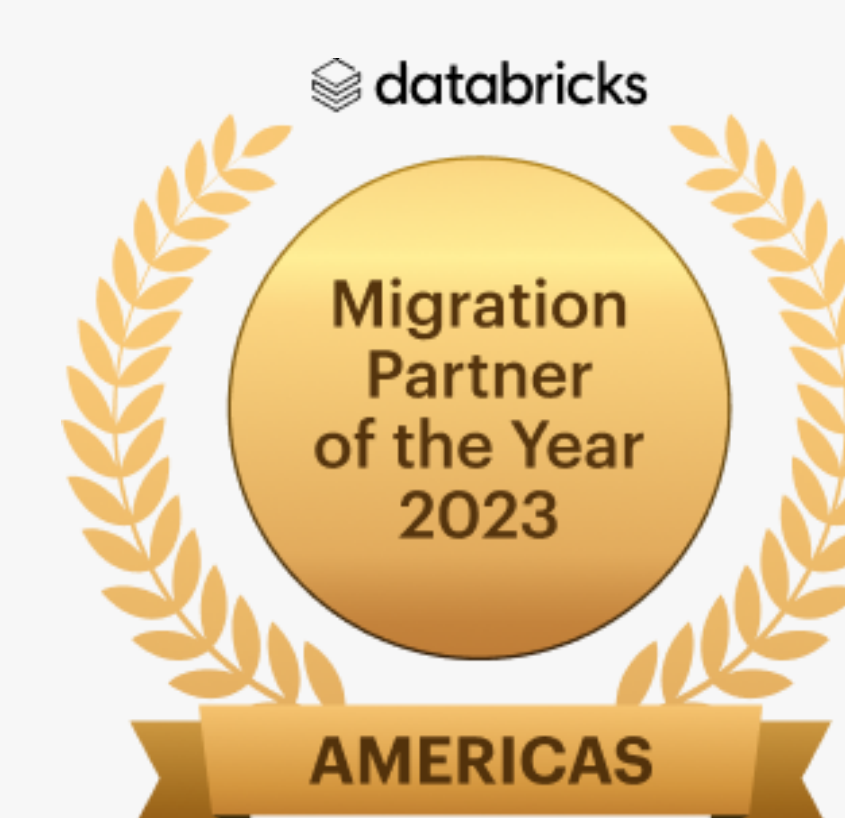 databricks
Migration
Partner
of the Year
2023
AMERICAS